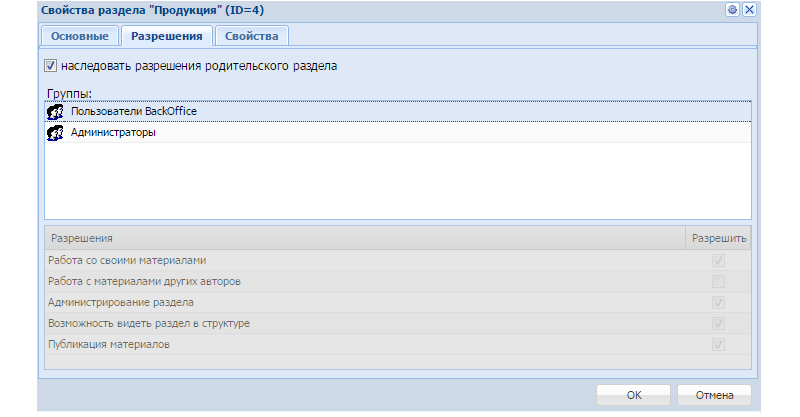 Свойства раздела "Продукция" (ID=4)
Основные Разрешения Свойства
наследовать разрешения родительского раздела
Группы:
Пользователи BackOffice
Администраторы
Разрешения Разрешить
Работа со своими материалами
Работа с материалами других авторов
Администрирование раздела
Возможность видеть раздел в структуре
Публикация материалов
OK Отмена